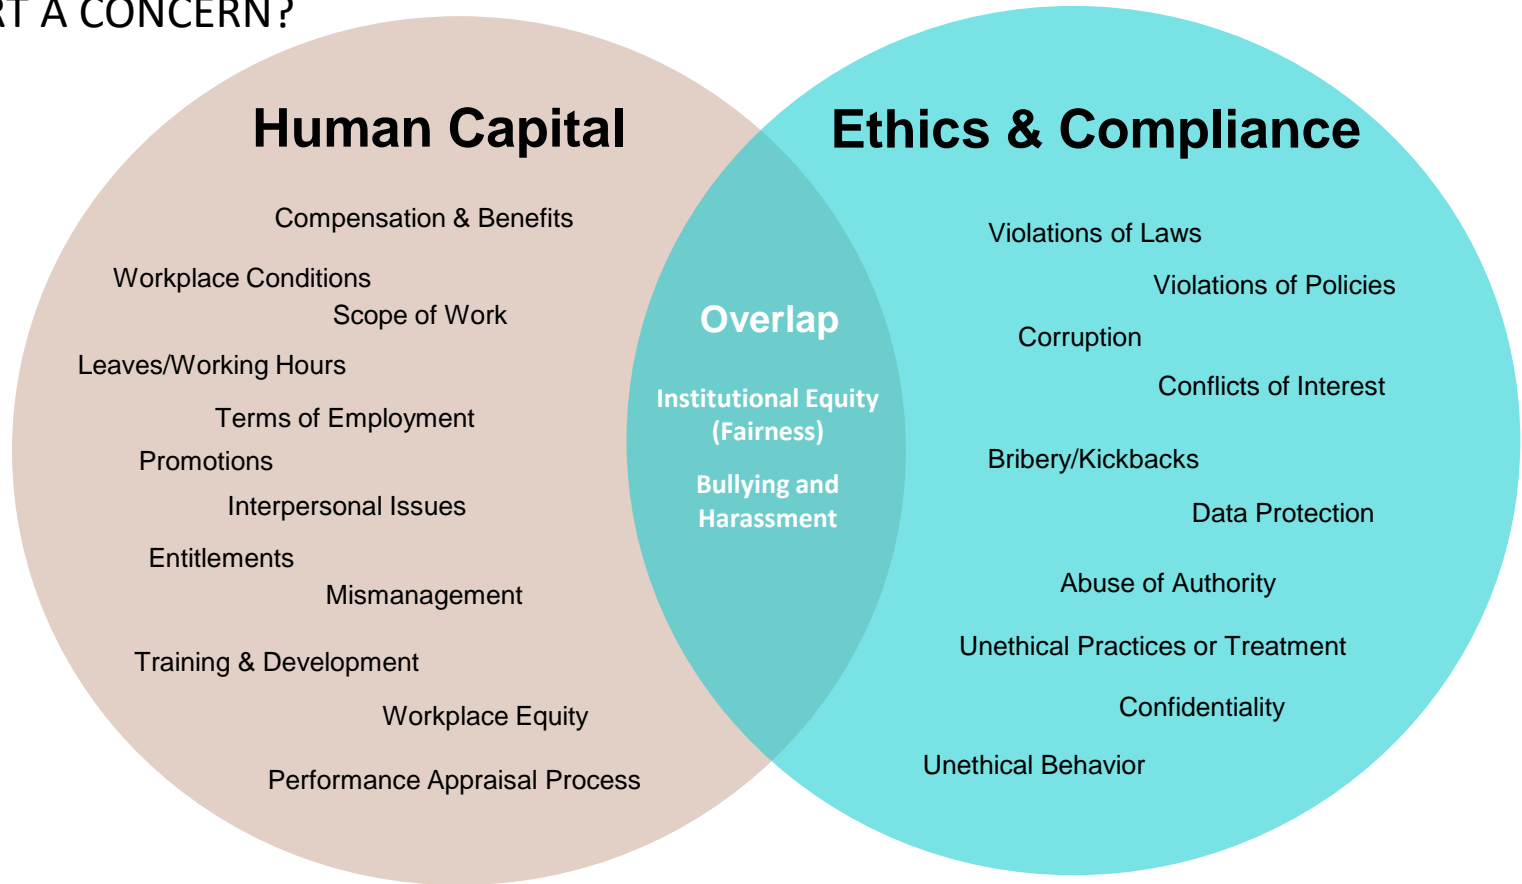 RT A CONCERN?
Human Capital
Compensation & Benefits
Workplace Conditions
Scope of Work
Leaves/Working Hours
Terms of Employment
Promotions
Interpersonal Issues
Entitlements
Mismanagement
Training & Development
Workplace Equity
Performance Appraisal Process
Overlap
Institutional Equity
(Fairness)
Bullying and
Harassment
Ethics & Compliance
Violations of Laws
Violations of Policies
Corruption
Conflicts of Interest
Bribery/Kickbacks
Data Protection
Abuse of Authority
Unethical Practices or Treatment
Confidentiality
Unethical Behavior